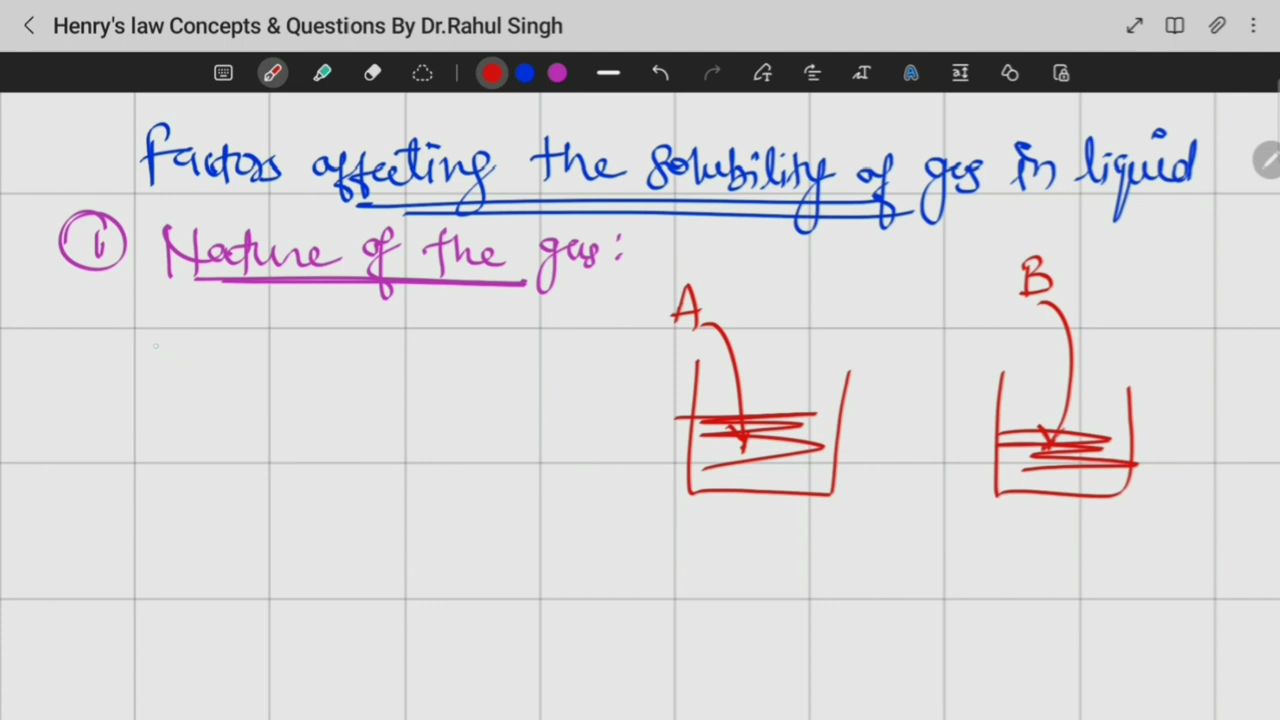 Henry's law Concepts & Questions By Dr.Rahul Singh
Factors affecting the solubility of gas in liquid
① Nature of the gas:
A
B